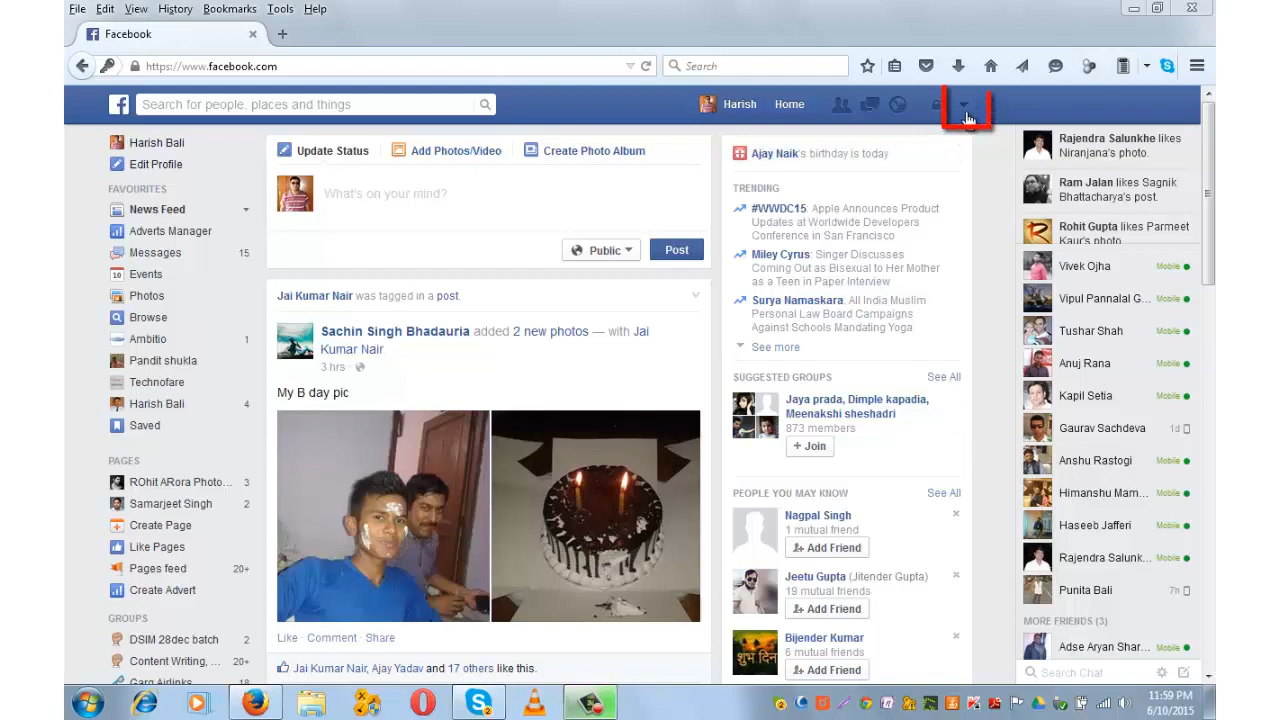 File Edit View History Bookmarks Tools Help
Facebook
https://www.facebook.com
Search
Search for people, places and things
Harish Home
Harish Bali
Edit Profile
FAVOURITES
News Feed
Adverts Manager
Messages 15
Events
Photos
Browse
Ambitio 1
Pandit shukla
Technofare
Harish Bali 4
Saved
PAGES
ROhit ARora Photo... 3
Samarjeet Singh 2
Create Page
Like Pages
Pages feed 20+
Create Advert
GROUPS
DSIM 28dec batch 2
Content Writing, ... 20+
Garg Airlinks
Update Status Add Photos/Video Create Photo Album
What's on your mind?
Public Post
Jai Kumar Nair was tagged in a post.
Sachin Singh Bhadauria added 2 new photos — with Jai
Kumar Nair.
3 hrs
My B day pic
Like · Comment · Share
Jai Kumar Nair, Ajay Yadav and 17 others like this.
Ajay Naik's birthday is today
TRENDING
#WWDC15: Apple Announces Product
Updates at Worldwide Developers
Conference in San Francisco
Miley Cyrus: Singer Discusses
Coming Out as Bisexual to Her Mother
as a Teen in Paper Interview
Surya Namaskara: All India Muslim
Personal Law Board Campaigns
Against Schools Mandating Yoga
See more
SUGGESTED GROUPS See All
Jaya prada, Dimple kapadia,
Meenakshi sheshadri
873 members
+ Join
PEOPLE YOU MAY KNOW See All
Nagpal Singh
1 mutual friend
Add Friend
Jeetu Gupta (Jitender Gupta)
19 mutual friends
Add Friend
शुभ दिन
Bijender Kumar
6 mutual friends
Add Friend
Rajendra Salunkhe likes
Niranjana's photo.
Ram Jalan likes Sagnik
Bhattacharya's post.
Rohit Gupta likes Parmeet
Kaur's photo.
Vivek Ojha Mobile
Vipul Pannalal G... Mobile
Tushar Shah Mobile
Anuj Rana Mobile
Kapil Setia Mobile
Gaurav Sachdeva 1d
Anshu Rastogi Mobile
Himanshu Mam... Mobile
Haseeb Jafferi Mobile
Rajendra Salunk... Mobile
Punita Bali 7h
MORE FRIENDS (3)
Adse Aryan Shar... Mobile
Search Chat
11:59 PM
6/10/2015